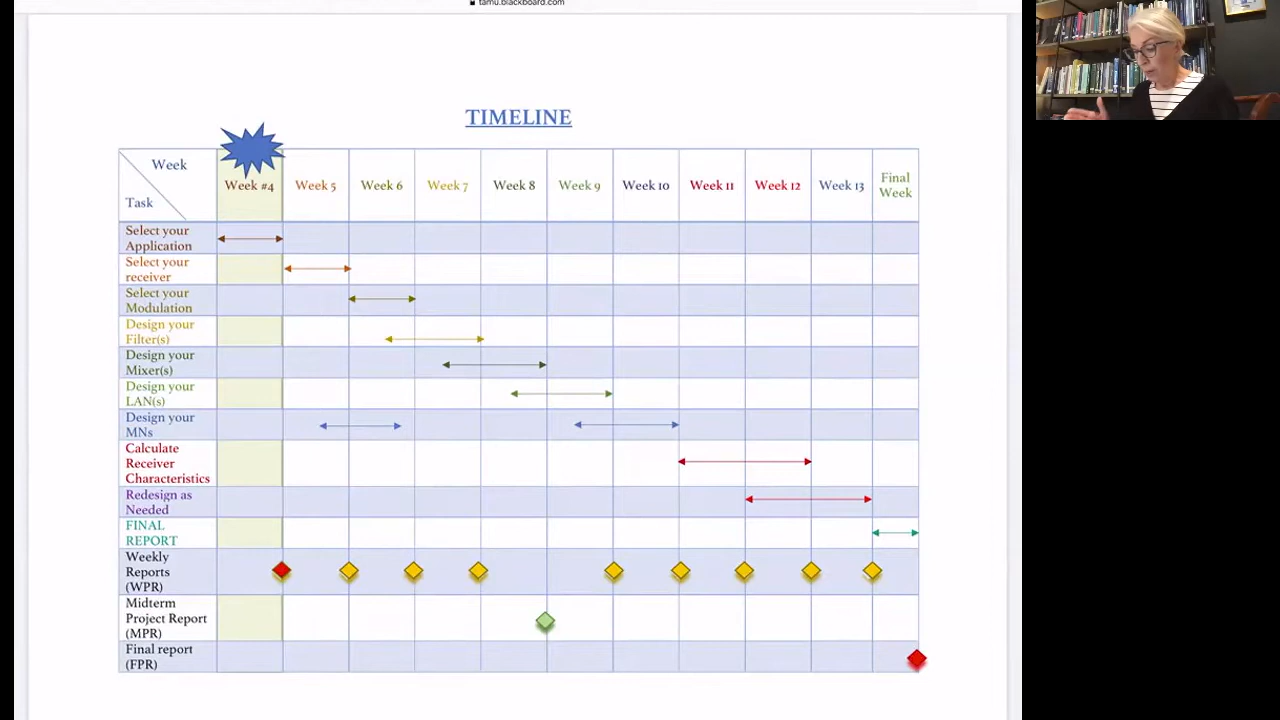 tamu.blackboard.com
TIMELINE
Week
Task
Week #4
Week 5
Week 6
Week 7
Week 8
Week 9
Week 10
Week 11
Week 12
Week 13
Final
Week
Select your
Application
Select your
receiver
Select your
Modulation
Design your
Filter(s)
Design your
Mixer(s)
Design your
LAN(s)
Design your
MNs
Calculate
Receiver
Characteristics
Redesign as
Needed
FINAL
REPORT
Weekly
Reports
(WPR)
Midterm
Project Report
(MPR)
Final report
(FPR)